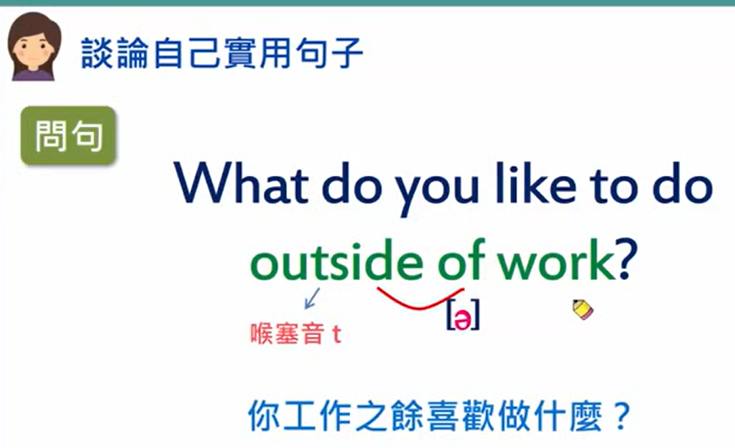 談論自己實用句子
問句
What do you like to do
outside of work?
喉塞音 t
[ə]
你工作之餘喜歡做什麼？